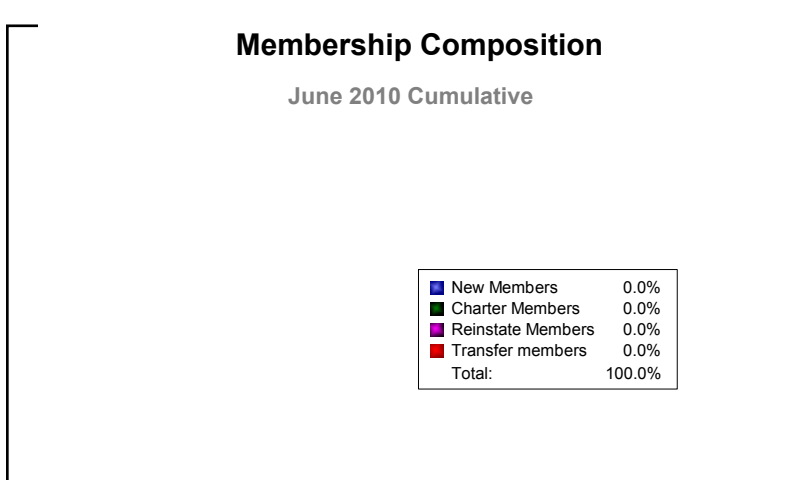 Membership Composition
June 2010 Cumulative
New Members 0.0%
Charter Members 0.0%
Reinstate Members 0.0%
Transfer members 0.0%
Total: 100.0%